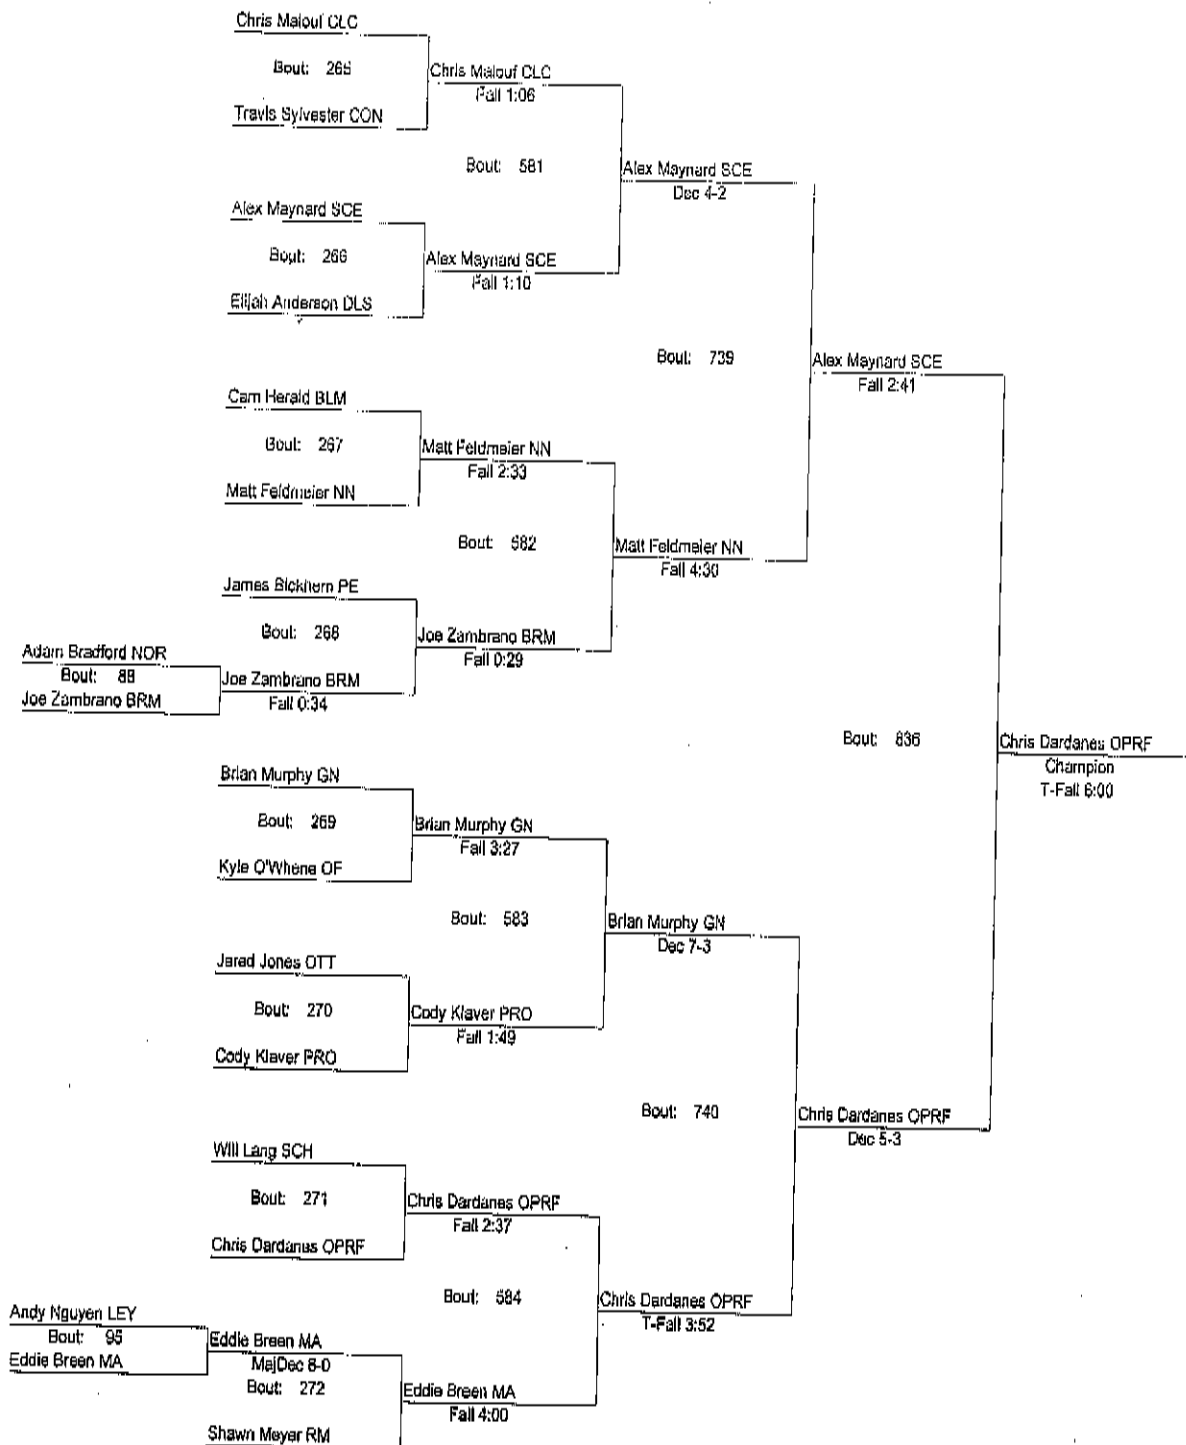 Chris Malouf CLC
Bout: 265
Chris Malouf CLC
Fall 1:06
Travis Sylvester CON
Bout: 581
Alex Maynard SCE
Dec 4-2
Alex Maynard SCE
Bout: 266
Alex Maynard SCE
Fall 1:10
Elijah Anderson DLS
Bout: 739
Alex Maynard SCE
Fall 2:41
Cam Herald BLM
Bout: 267
Matt Feldmeier NN
Fall 2:33
Matt Feldmeier NN
Bout: 582
Matt Feldmeier NN
Fall 4:30
James Bickhem PE
Bout: 268
Joe Zambrano BRM
Fall 0:29
Adam Bradford NOR
Bout: 88
Joe Zambrano BRM
Joe Zambrano BRM
Fall 0:34
Bout: 836
Chris Dardanes OPRF
Champion
T-Fall 6:00
Brian Murphy GN
Bout: 269
Brian Murphy GN
Fall 3:27
Kyle O'Whene OF
Bout: 583
Brian Murphy GN
Dec 7-3
Jared Jones OTT
Bout: 270
Cody Klaver PRO
Fall 1:49
Cody Klaver PRO
Bout: 740
Chris Dardanes OPRF
Dec 5-3
Will Lang SCH
Bout: 271
Chris Dardanes OPRF
Fall 2:37
Chris Dardanes OPRF
Bout: 584
Chris Dardanes OPRF
T-Fall 3:52
Andy Nguyen LEY
Bout: 95
Eddie Breen MA
Eddie Breen MA
MajDec 8-0
Bout: 272
Eddie Breen MA
Fall 4:00
Shawn Meyer RM